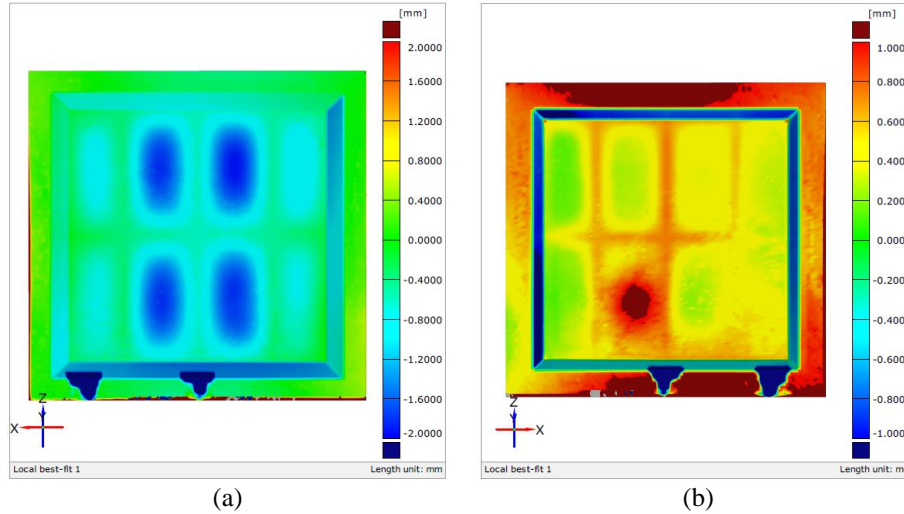 [mm]
2.0000
1.6000
1.2000
0.8000
0.4000
0.0000
-0.4000
-0.8000
-1.2000
-1.6000
-2.0000
Z
Y
X
Local best-fit 1
Length unit: mm
(a)
[mm]
1.000
0.800
0.600
0.400
0.200
0.000
-0.200
-0.400
-0.600
-0.800
-1.000
Z
Y
X
Local best-fit 1
Length unit: m
(b)